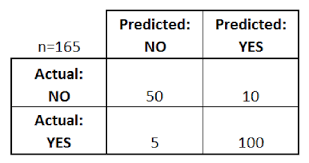 Predicted: Predicted:
n=165 NO YES
Actual:
NO 50 10
Actual:
YES 5 100